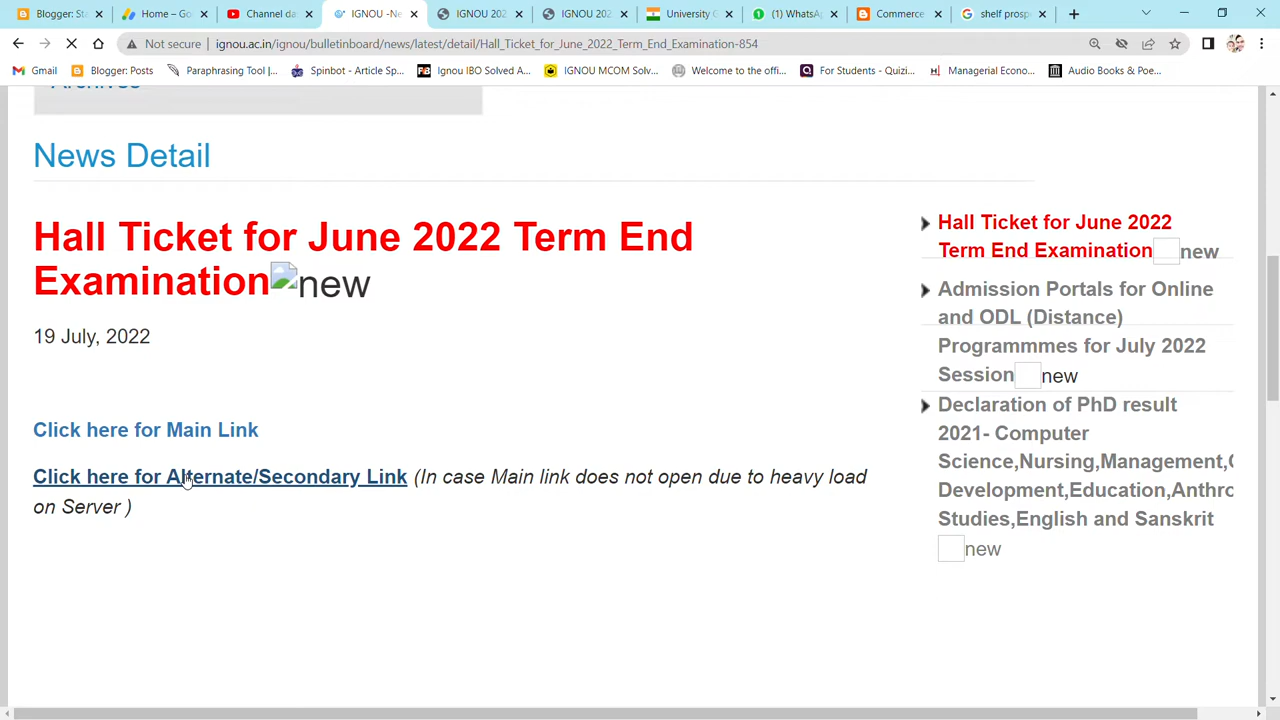 Blogger: Sta
Home – Go
Channel da
IGNOU -Ne
IGNOU 202
IGNOU 202
University G
(1) WhatsA
Commerce
shelf prosp
Not secure
ignou.ac.in/ignou/bulletinboard/news/latest/detail/Hall_Ticket_for_June_2022_Term_End_Examination-854
Gmail
Blogger: Posts
Paraphrasing Tool |...
Spinbot - Article Sp...
Ignou IBO Solved A...
IGNOU MCOM Solv...
Welcome to the offi...
For Students - Quizi...
Managerial Econo...
Audio Books & Poe...
Archives
News Detail
Hall Ticket for June 2022 Term End
Examination new
19 July, 2022
Click here for Main Link
Click here for Alternate/Secondary Link (In case Main link does not open due to heavy load
on Server )
Hall Ticket for June 2022
Term End Examination new
Admission Portals for Online
and ODL (Distance)
Programmmes for July 2022
Session new
Declaration of PhD result
2021- Computer
Science,Nursing,Management,
Development,Education,Anthro
Studies,English and Sanskrit
new